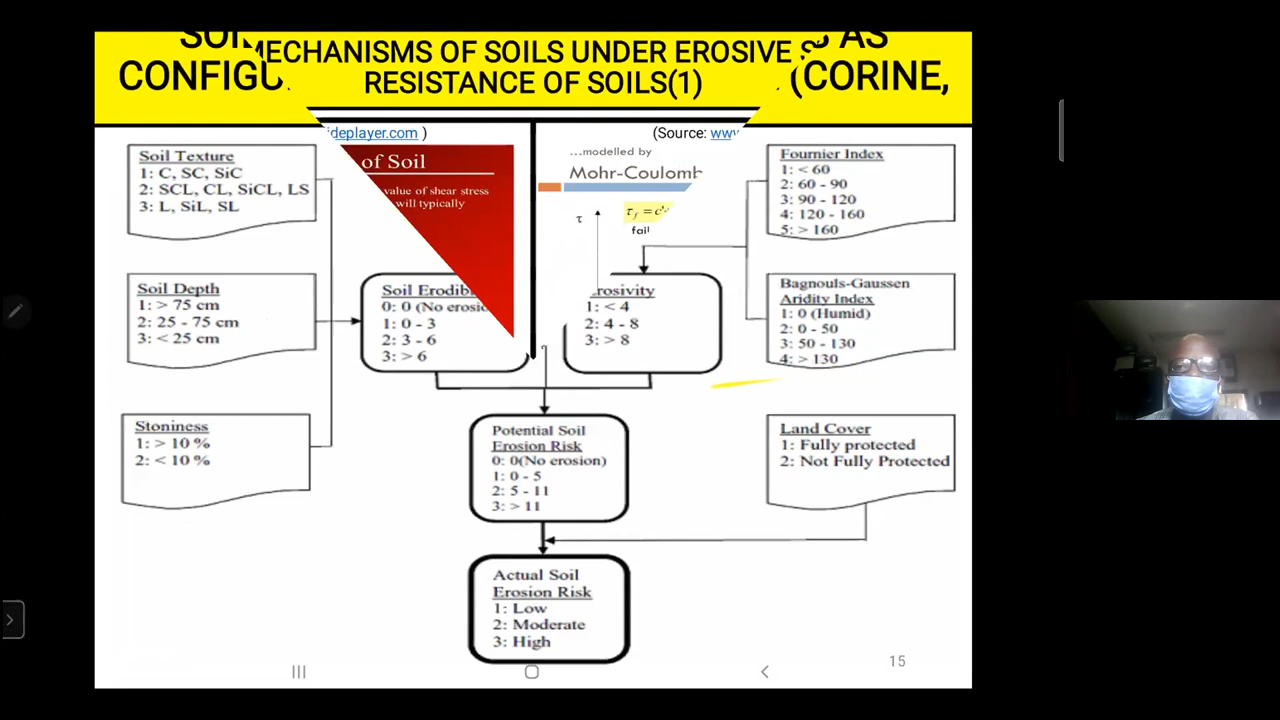 MECHANISMS OF SOILS UNDER EROSIVE
AS
CONFIGU
RESISTANCE OF SOILS(1)
(CORINE,
ideplayer.com )
(Source: www
Soil Texture
1: C, SC, SiC
2: SCL, CL, SiCL, LS
3: L, SiL, SL
of Soil
value of shear stress
will typically
...modelled by
Mohr-Coulomb
τ
fail
Fournier Index
1: < 60
2: 60 - 90
3: 90 - 120
4: 120 - 160
5: > 160
Soil Depth
1: > 75 cm
2: 25 - 75 cm
3: < 25 cm
Soil Erodib
0: 0 (No erosio
1: 0 - 3
2: 3 - 6
3: > 6
rosivity
1: < 4
2: 4 - 8
3: > 8
Bagnouls-Gaussen
Aridity Index
1: 0 (Humid)
2: 0 - 50
3: 50 - 130
4: > 130
Stoniness
1: > 10 %
2: < 10 %
Potential Soil
Erosion Risk
0: 0(No erosion)
1: 0 - 5
2: 5 - 11
3: > 11
Land Cover
1: Fully protected
2: Not Fully Protected
Actual Soil
Erosion Risk
1: Low
2: Moderate
3: High
15